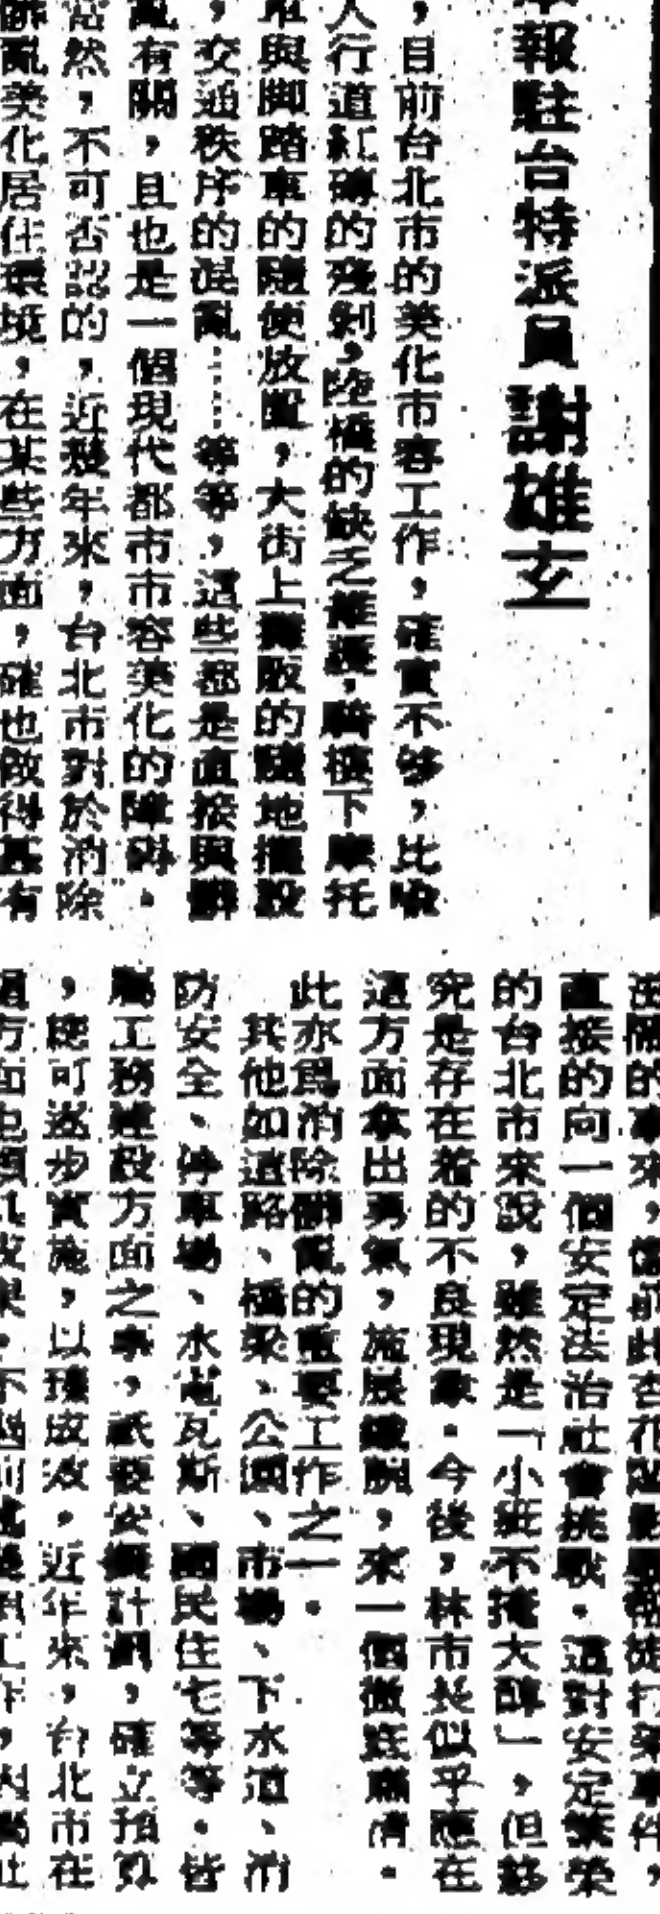 報駐台特派員 謝雄玄
，目前台北市的美化市容工作，確實不够，比喻
人行道紅磚的殘剝，陸橋的缺乏維護，騎樓下摩托
車與脚踏車的隨便放置，大街上攤販的隨地擺設
，交通秩序的混亂……等等，這些都是直接與髒
亂有關，且也是一個現代都市市容美化的障碍。
當然，不可否認的，近幾年來，台北市對於消除
髒亂美化居住環境，在某些方面，確也做得甚有
直接的向一個安定法治社會挑戰。這對安定繁榮
的台北市來說，雖然是「小疵不掩大醇」，但終
究是存在着的不良現象。今後，林市長似乎應在
這方面拿出勇氣，施展鐵腕，來一個徹底肅清。
此亦爲消除髒亂的重要工作之一。
其他如道路、橋梁、公園、市場、下水道、消
防安全、停車場、水電瓦斯、國民住宅等等。皆
屬工務建設方面之事，祇要安擬計劃，確立預算
，總可逐步實施，以獲成效，近年來，台北市在